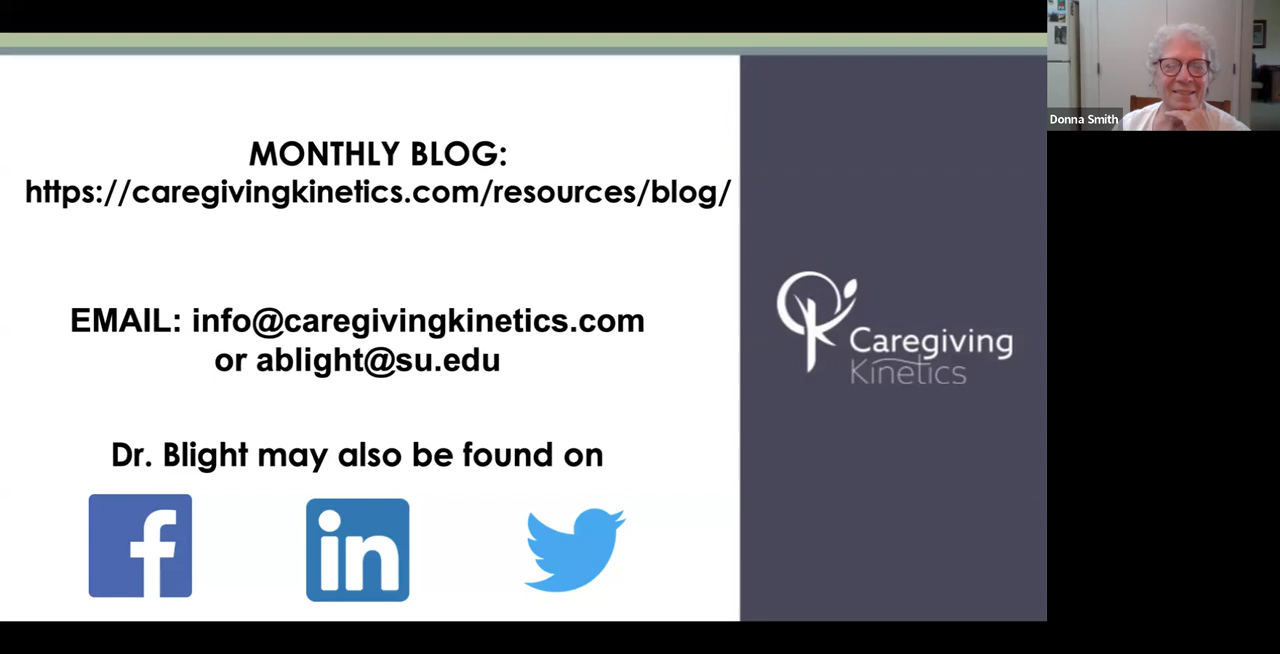 MONTHLY BLOG:
https://caregivingkinetics.com/resources/blog/
EMAIL: info@caregivingkinetics.com
or ablight@su.edu
Dr. Blight may also be found on
f
in
Caregiving
Kinetics
Donna Smith